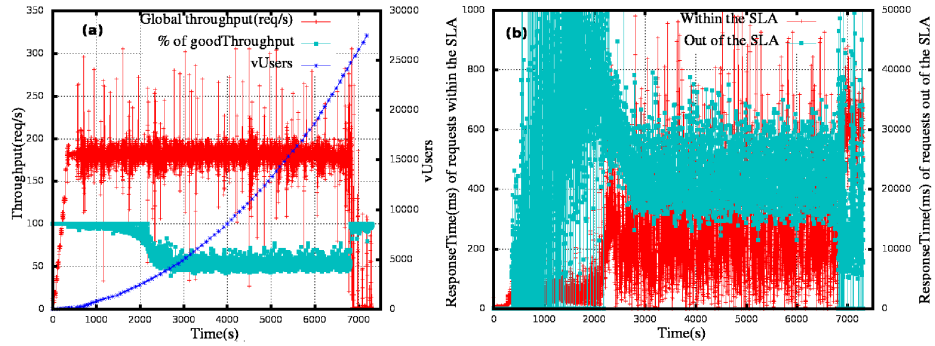 (a)
Global throughput(req/s)
% of goodThroughput
vUsers
Throughput(req/s)
350
300
250
200
150
100
50
0
0 1000 2000 3000 4000 5000 6000 7000
Time(s)
30000
25000
20000
15000
10000
5000
0
vUsers
(b)
Within the SLA
Out of the SLA
ResponseTime(ms) of requests within the SLA
1000
800
600
400
200
0
0 1000 2000 3000 4000 5000 6000 7000
Time(s)
50000
40000
30000
20000
10000
0
ResponseTime(ms) of requests out of the SLA